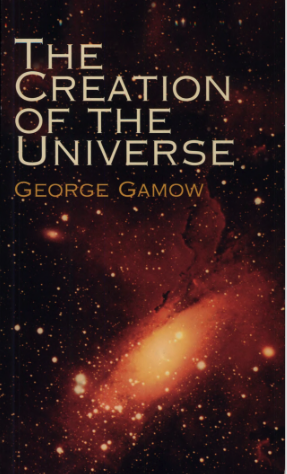 The
Creation
of the
Universe
George Gamow